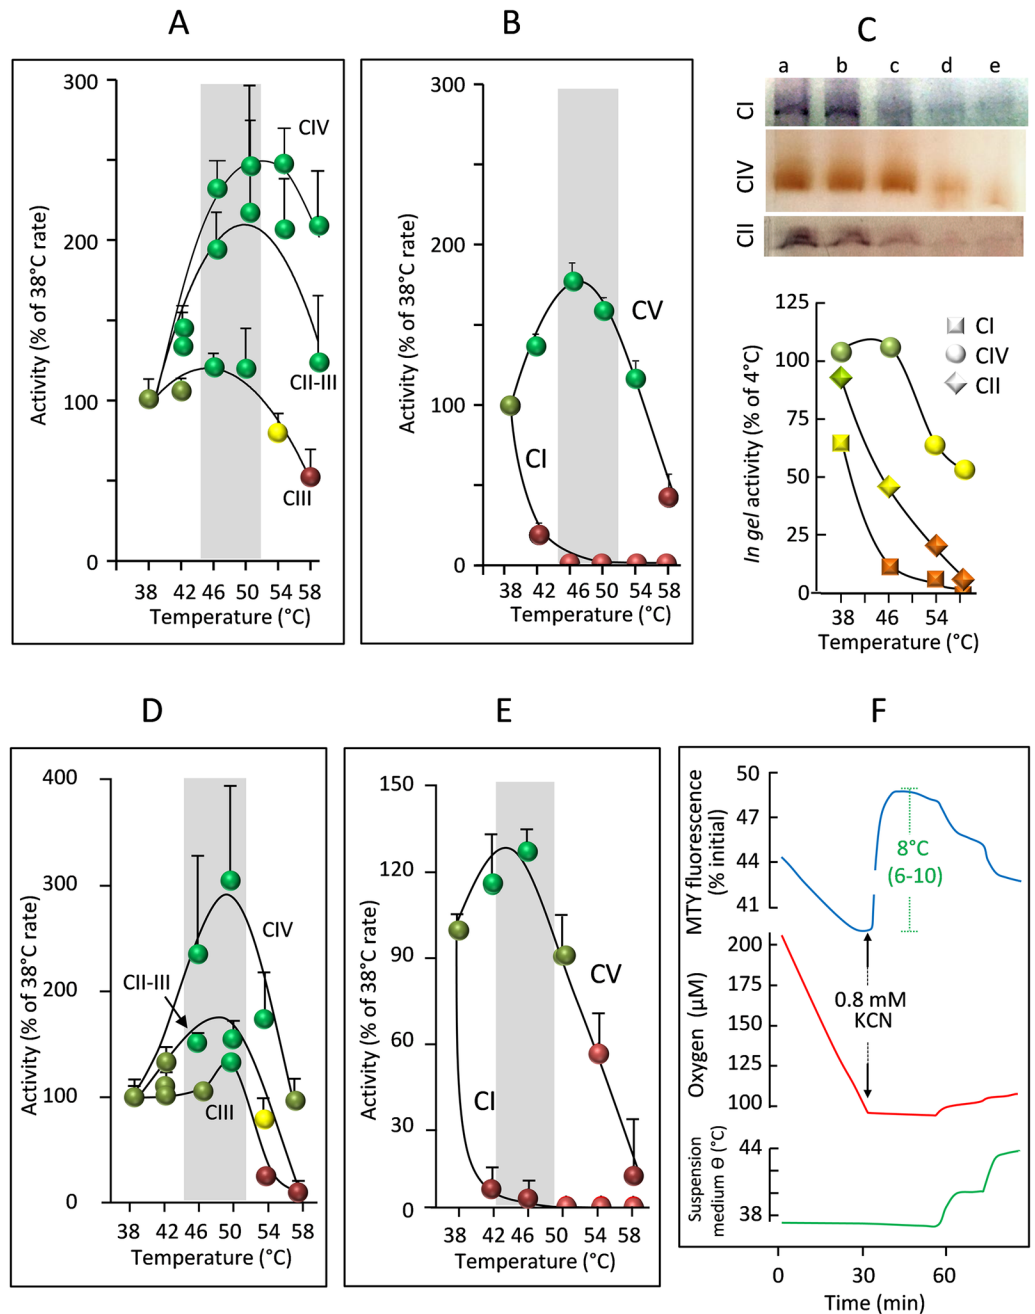 A
B
C
Activity (% of 38°C rate)
300
200
100
0
CIV
CII-III
CIII
38 42 46 50 54 58
Temperature (°C)
Activity (% of 38°C rate)
300
200
100
0
CV
CI
38 42 46 50 54 58
Temperature (°C)
a b c d e
CI
CIV
CII
In gel activity (% of 4°C)
125
100
75
50
25
0
CI
CIV
CII
38 46 54
Temperature (°C)
D
E
F
Activity (% of 38°C rate)
400
300
200
100
0
CII-III
CIV
CIII
38 42 46 50 54 58
Temperature (°C)
Activity (% of 38°C rate)
150
120
90
60
30
0
CV
CI
38 42 46 50 54 58
Temperature (°C)
MTY fluorescence
(% initial)
50
47
44
41
8°C
(6-10)
Oxygen (µM)
200
175
150
125
100
0.8 mM
KCN
Suspension
medium Θ (°C)
44
38
0 30 60
Time (min)